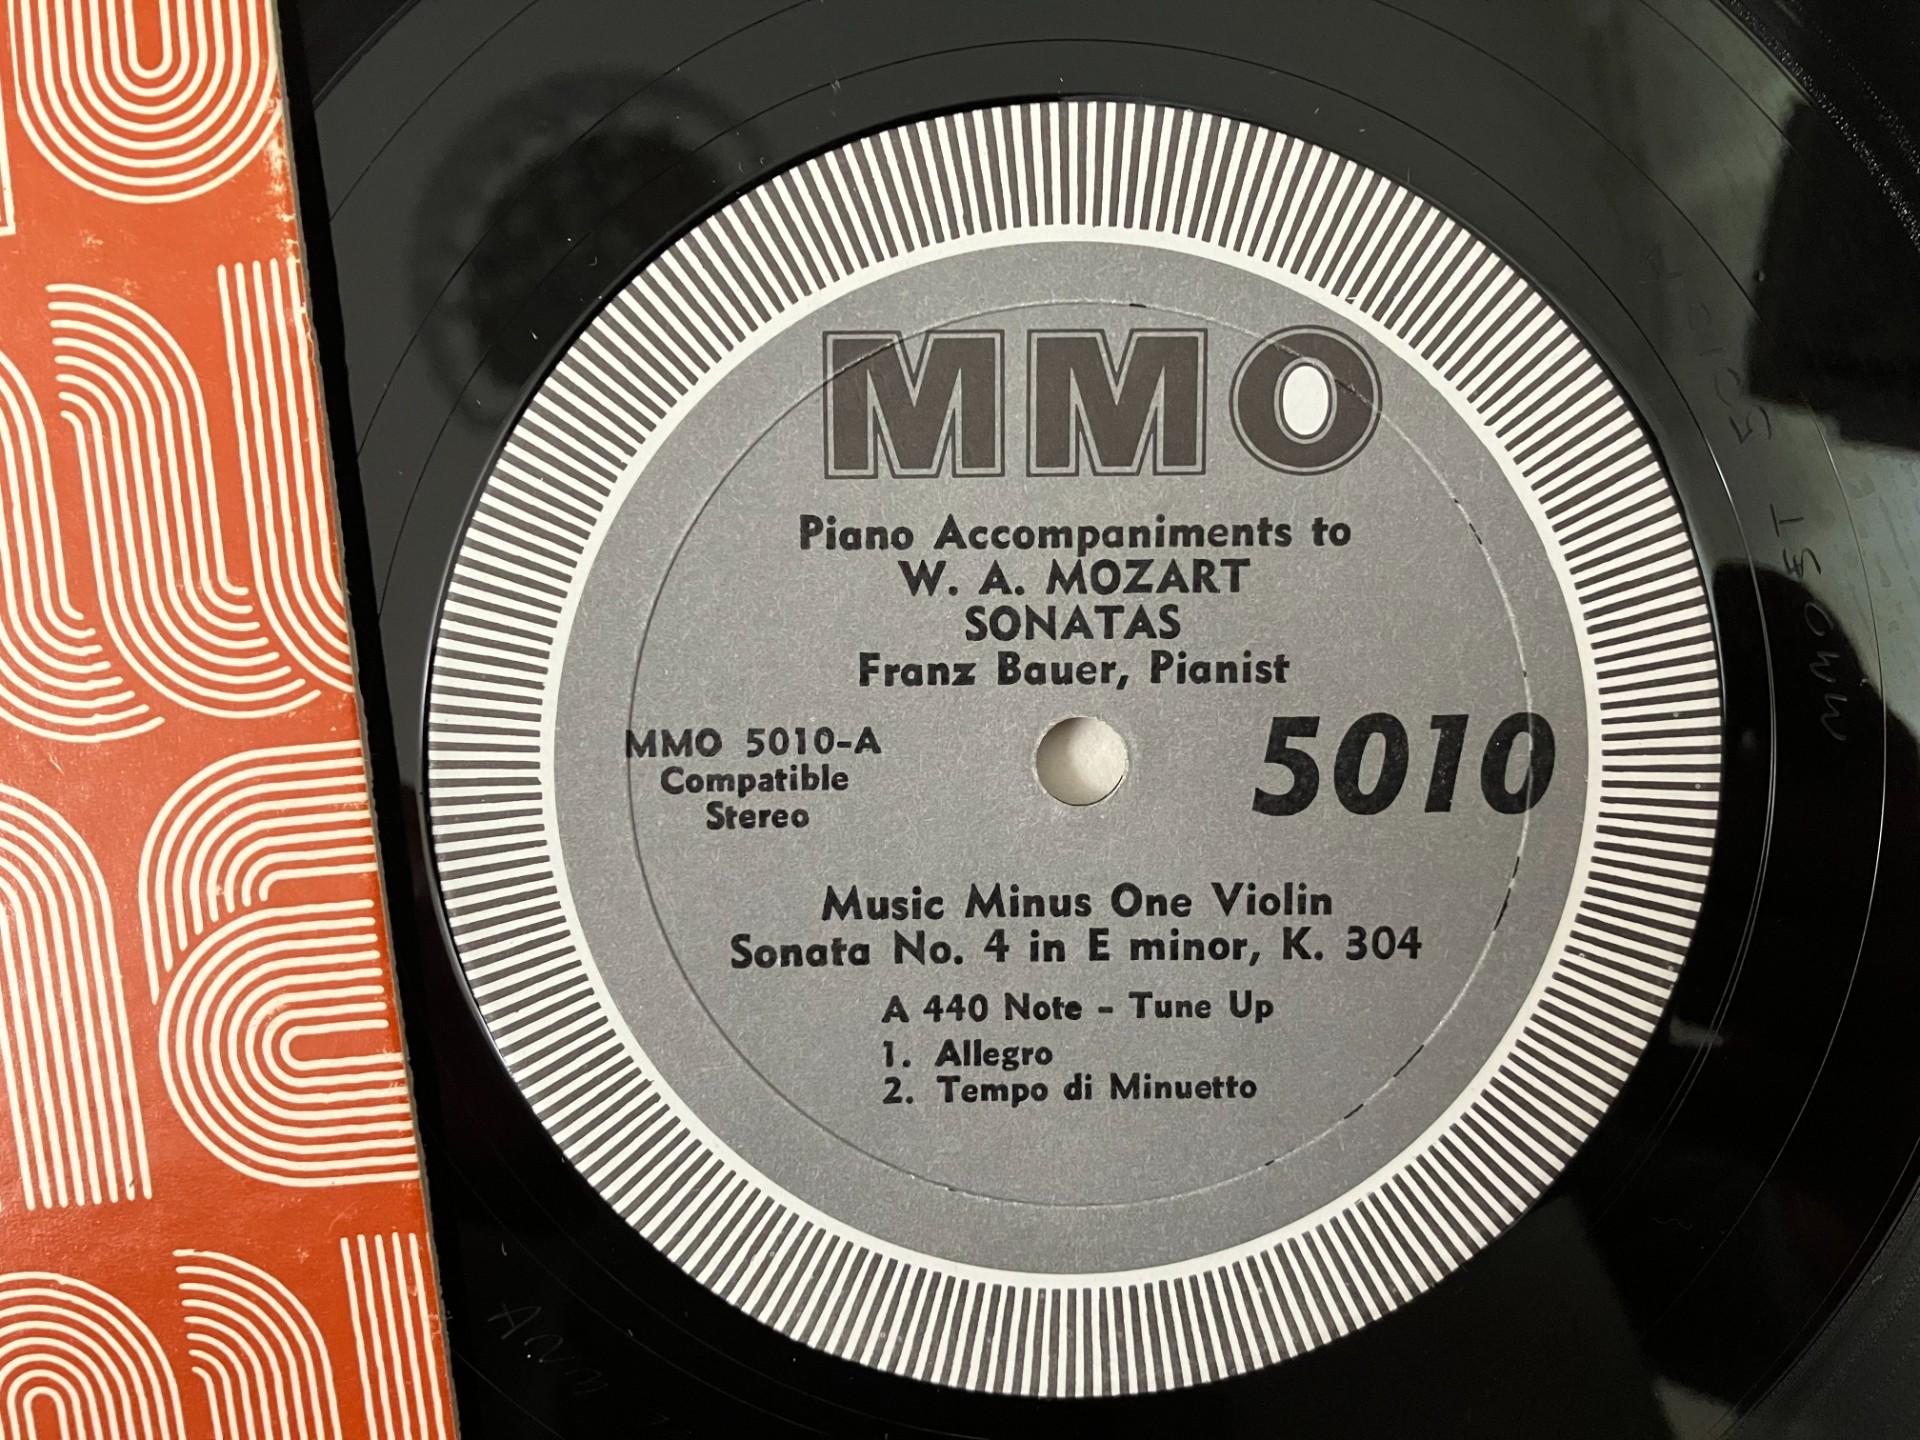 MMO
Piano Accompaniments to
W. A. MOZART
SONATAS
Franz Bauer, Pianist
MMO 5010-A
Compatible
Stereo
5010
Music Minus One Violin
Sonata No. 4 in E minor, K. 304
A 440 Note - Tune Up
1. Allegro
2. Tempo di Minuetto